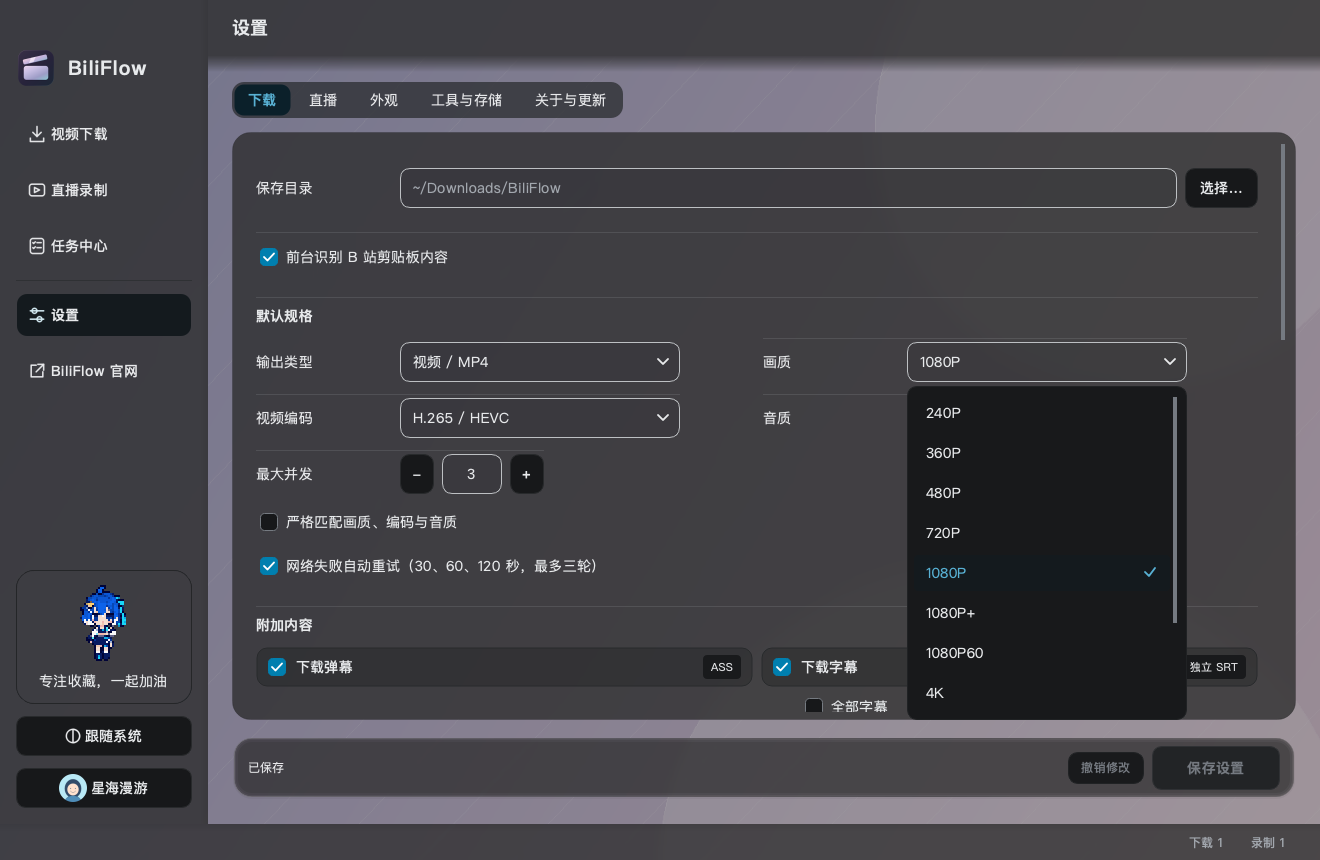 设置
BiliFlow
视频下载
直播录制
任务中心
设置
BiliFlow 官网
专注收藏，一起加油
跟随系统
星海漫游
下载 直播 外观 工具与存储 关于与更新
保存目录 ~/Downloads/BiliFlow 选择...
前台识别 B 站剪贴板内容
默认规格
输出类型 视频 / MP4 画质 1080P
视频编码 H.265 / HEVC 音质
最大并发 − 3 +
严格匹配画质、编码与音质
网络失败自动重试（30、60、120 秒，最多三轮）
240P
360P
480P
720P
1080P
1080P+
1080P60
4K
附加内容
下载弹幕 ASS 下载字幕 独立 SRT
全部字幕
已保存 撤销修改 保存设置
下载 1 录制 1